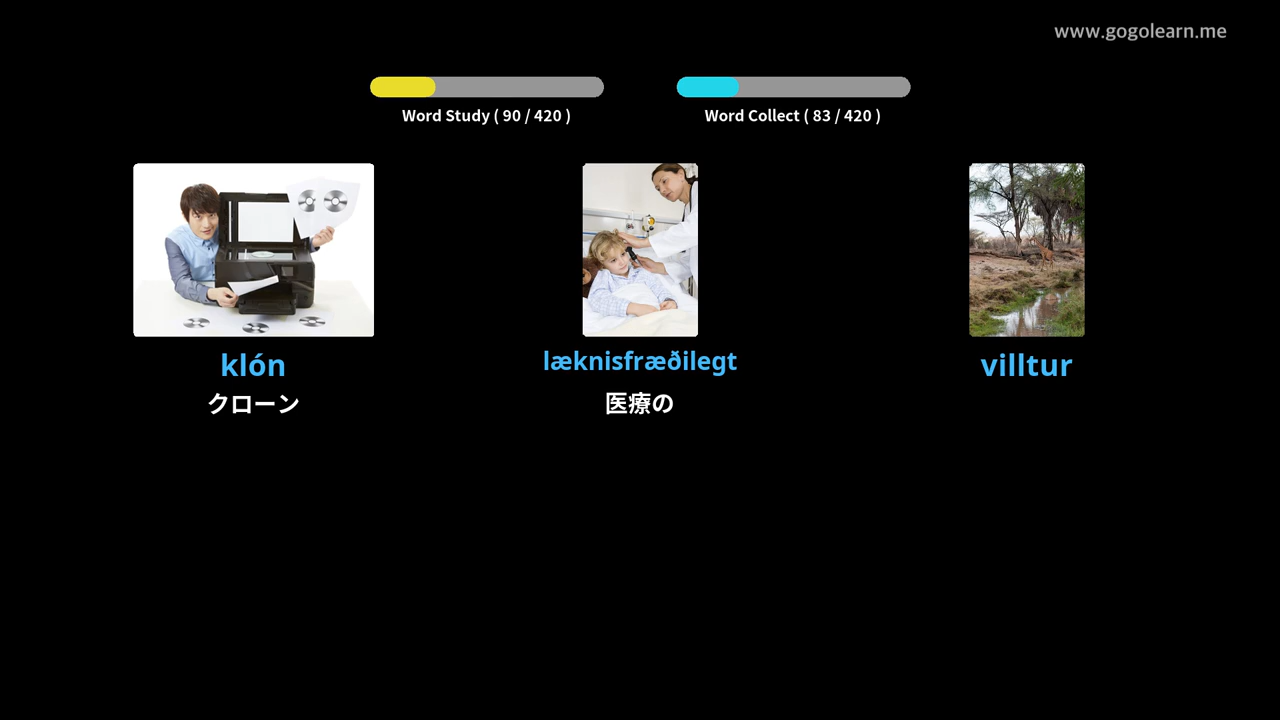 www.gogolearn.me
Word Study ( 90 / 420 )
Word Collect ( 83 / 420 )
klón
læknisfræðilegt
villtur
クローン
医療の